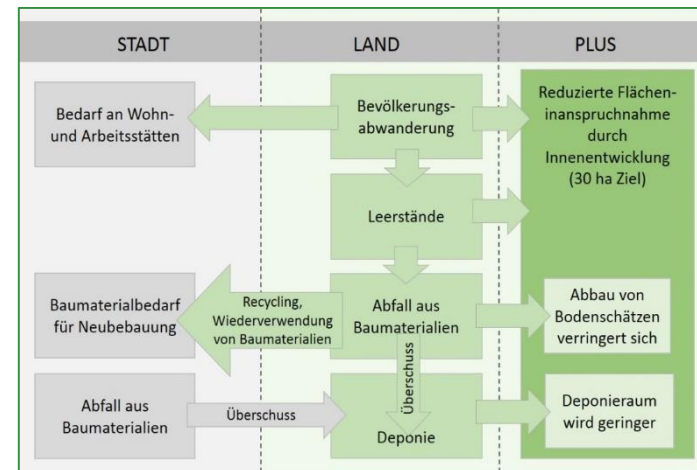 STADT
LAND
PLUS
Bedarf an Wohn-
und Arbeitsstätten
Bevölkerungs-
abwanderung
Reduzierte Flächen-
inanspruchnahme
durch
Innenentwicklung
(30 ha Ziel)
Leerstände
Baumaterialbedarf
für Neubebauung
Recycling,
Wiederverwendung
von Baumaterialien
Abfall aus
Baumaterialien
Abbau von
Bodenschätzen
verringert sich
Überschuss
Abfall aus
Baumaterialien
Überschuss
Deponie
Deponieraum
wird geringer